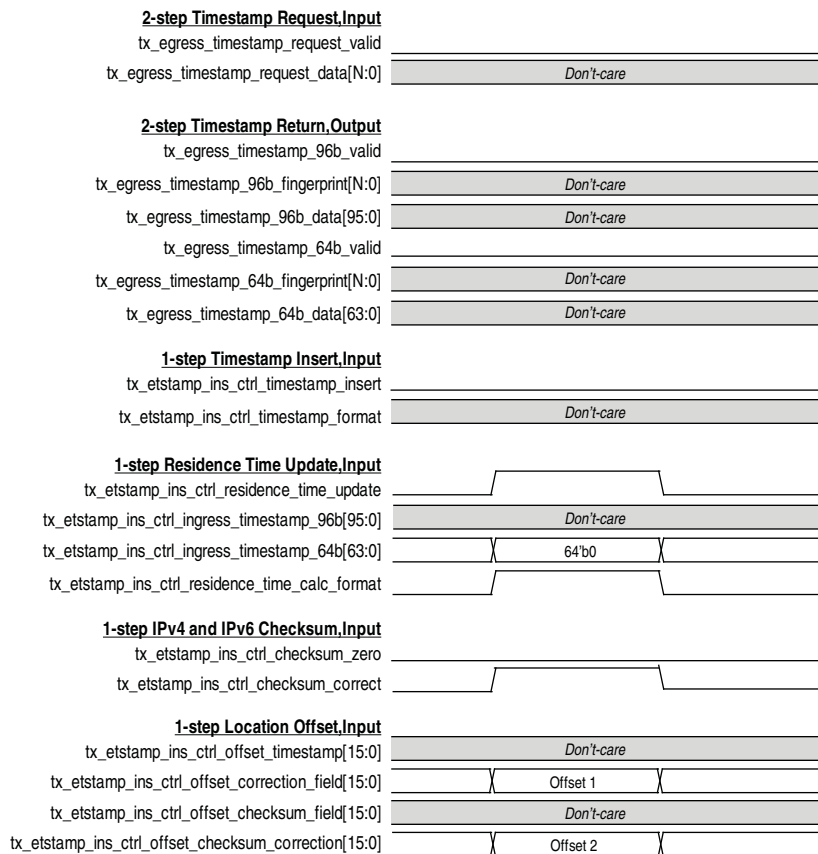 2-step Timestamp Request,Input
tx_egress_timestamp_request_valid
tx_egress_timestamp_request_data[N:0] Don't-care
2-step Timestamp Return,Output
tx_egress_timestamp_96b_valid
tx_egress_timestamp_96b_fingerprint[N:0] Don't-care
tx_egress_timestamp_96b_data[95:0] Don't-care
tx_egress_timestamp_64b_valid
tx_egress_timestamp_64b_fingerprint[N:0] Don't-care
tx_egress_timestamp_64b_data[63:0] Don't-care
1-step Timestamp Insert,Input
tx_etstamp_ins_ctrl_timestamp_insert
tx_etstamp_ins_ctrl_timestamp_format Don't-care
1-step Residence Time Update,Input
tx_etstamp_ins_ctrl_residence_time_update
tx_etstamp_ins_ctrl_ingress_timestamp_96b[95:0] Don't-care
tx_etstamp_ins_ctrl_ingress_timestamp_64b[63:0] 64'b0
tx_etstamp_ins_ctrl_residence_time_calc_format
1-step IPv4 and IPv6 Checksum,Input
tx_etstamp_ins_ctrl_checksum_zero
tx_etstamp_ins_ctrl_checksum_correct
1-step Location Offset,Input
tx_etstamp_ins_ctrl_offset_timestamp[15:0] Don't-care
tx_etstamp_ins_ctrl_offset_correction_field[15:0] Offset 1
tx_etstamp_ins_ctrl_offset_checksum_field[15:0] Don't-care
tx_etstamp_ins_ctrl_offset_checksum_correction[15:0] Offset 2